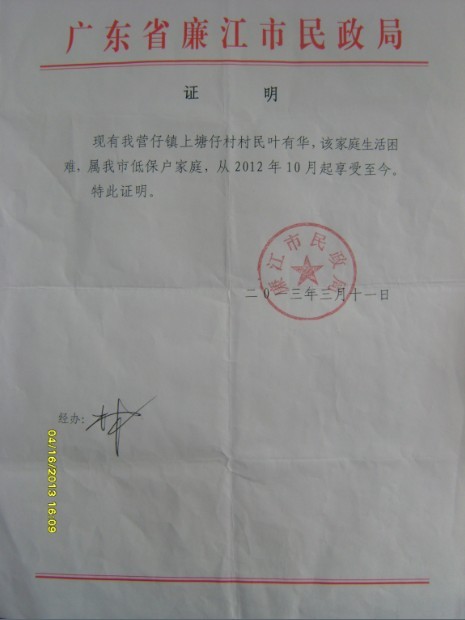 广东省廉江市民政局
证 明
现有我营仔镇上塘仔村村民叶有华，该家庭生活困
难，属我市低保户家庭，从2012年10月起享受至今。
特此证明。
廉江市民政局
二0一三年三月十一日
经办：
04/16/2013 16:09